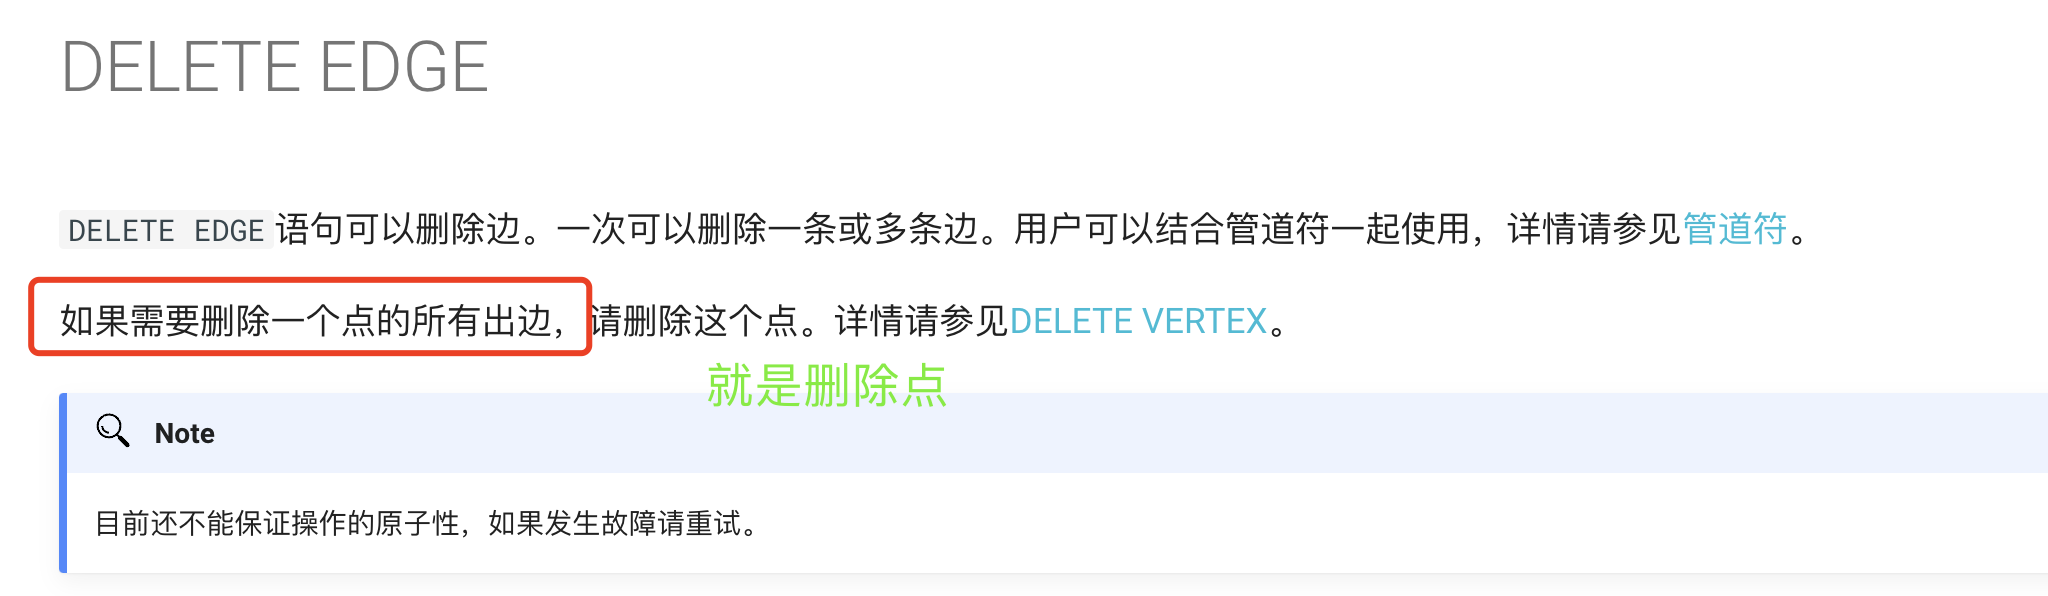 DELETE EDGE
DELETE EDGE语句可以删除边。一次可以删除一条或多条边。用户可以结合管道符一起使用，详情请参见管道符。
如果需要删除一个点的所有出边，请删除这个点。详情请参见DELETE VERTEX。
就是删除点
Note
目前还不能保证操作的原子性，如果发生故障请重试。